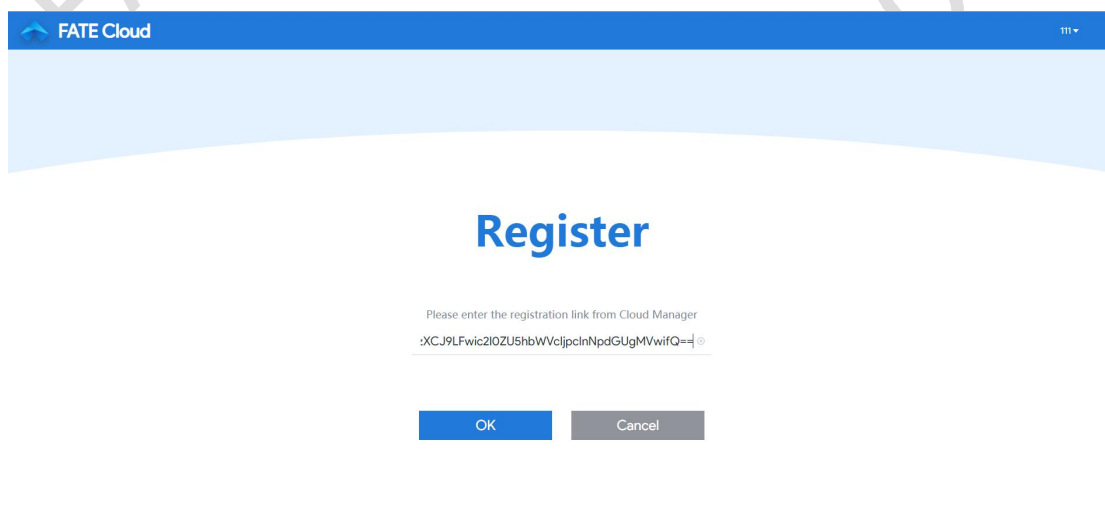 FATE Cloud
111
Register
Please enter the registration link from Cloud Manager
:XCJ9LFwic2l0ZU5hbWVcIjpcInNpdGUgMVwifQ==
OK Cancel